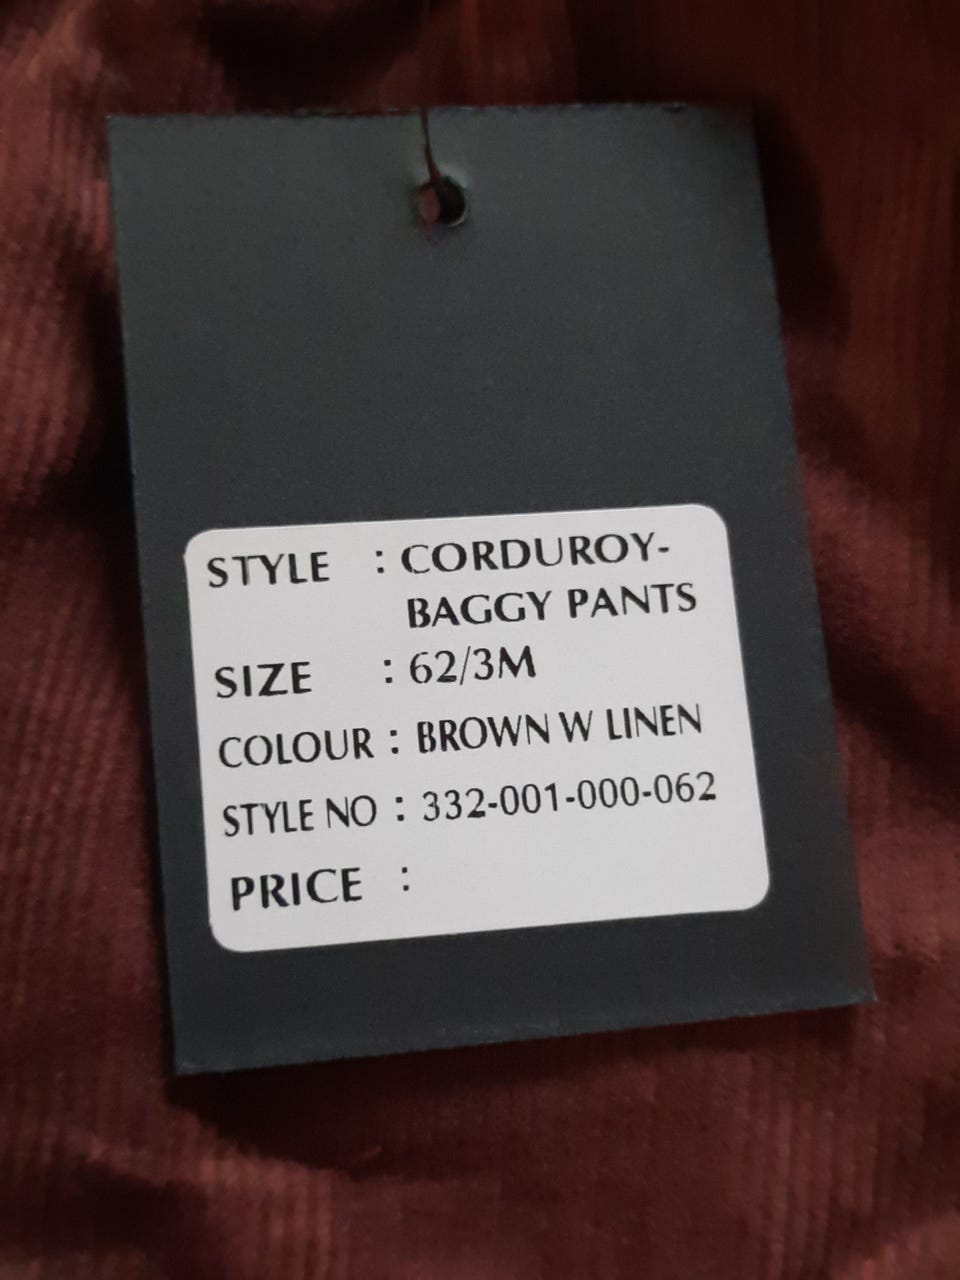 STYLE : CORDUROY-
BAGGY PANTS
SIZE : 62/3M
COLOUR : BROWN W LINEN
STYLE NO : 332-001-000-062
PRICE :